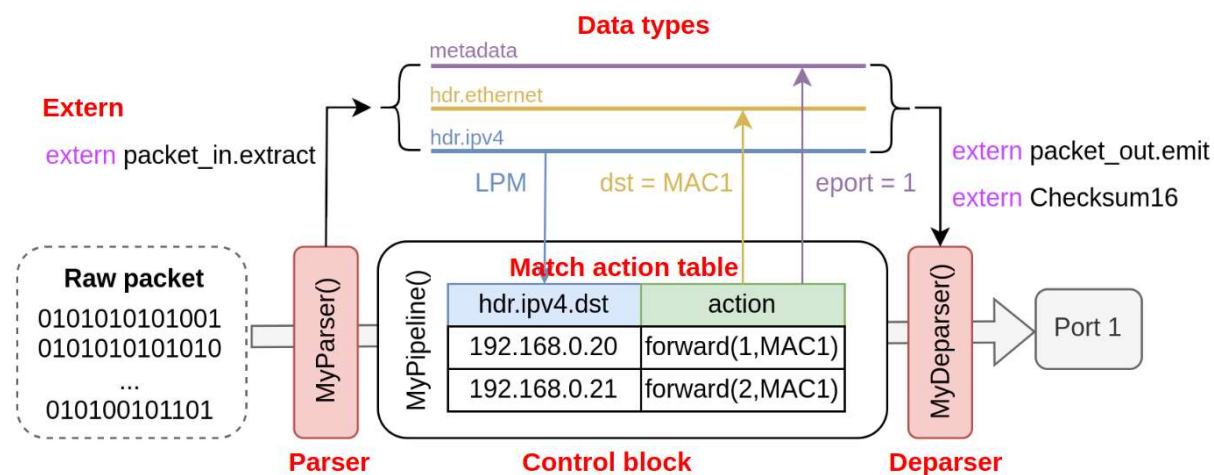 Data types
metadata
hdr.ethernet
hdr.ipv4
Extern
extern packet_in.extract
LPM
dst = MAC1
eport = 1
extern packet_out.emit
extern Checksum16
Raw packet
0101010101001
0101010101010
...
010100101101
MyParser()
MyPipeline()
Match action table
hdr.ipv4.dst action
192.168.0.20 forward(1,MAC1)
192.168.0.21 forward(2,MAC1)
MyDeparser()
Port 1
Parser
Control block
Deparser